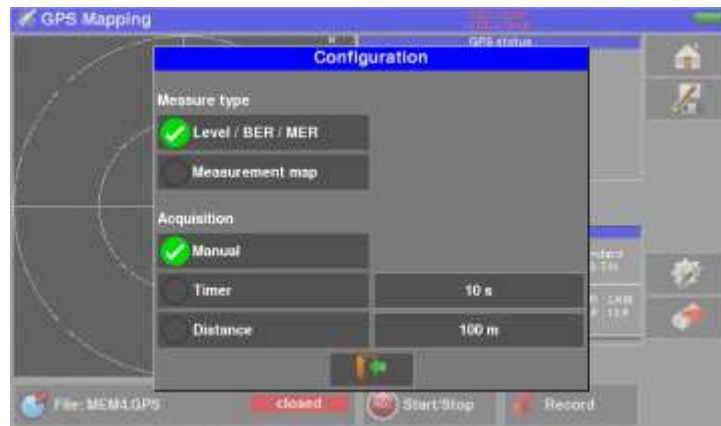 GPS Mapping
GPS status
Configuration
Measure type
Level / BER / MER
Measurement map
Acquisition
Manual
Timer
10 s
Distance
100 m
File: MEM4.GPS
closed
Start/Stop
Record